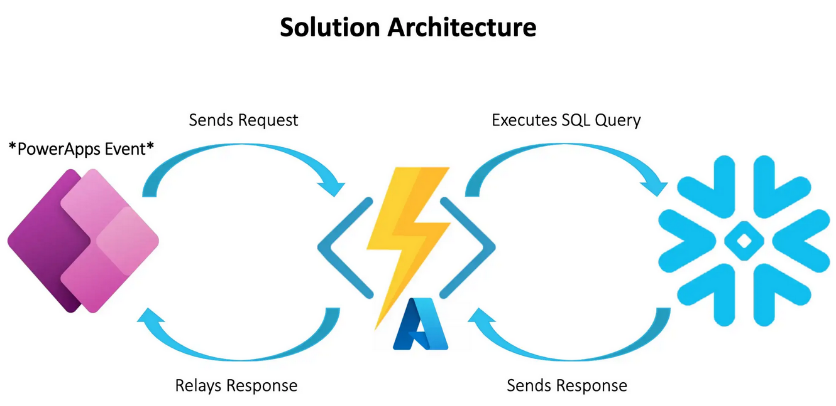 Solution Architecture
Sends Request
Executes SQL Query
*PowerApps Event*
Relays Response
Sends Response